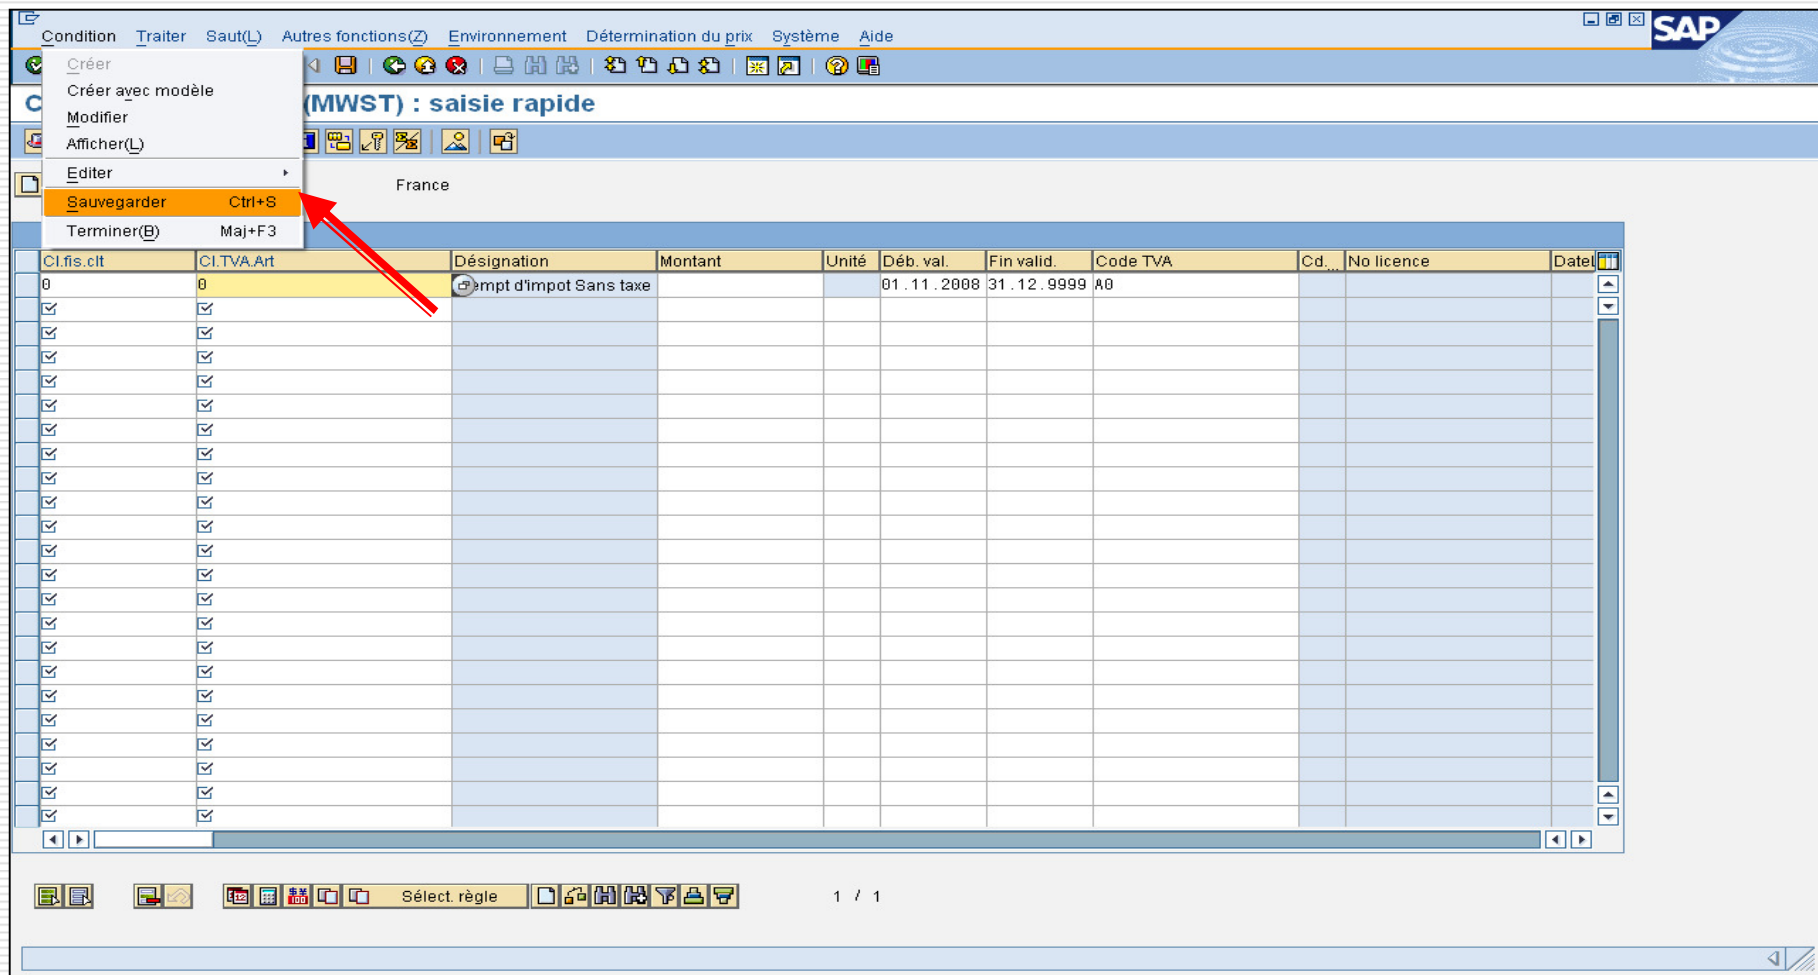 Condition Traiter Saut(L) Autres fonctions(Z) Environnement Détermination du prix Système Aide
SAP
Créer
Créer avec modèle
(MWST) : saisie rapide
Modifier
Afficher(L)
Editer
France
Sauvegarder Ctrl+S
Terminer(B) Maj+F3
Cl.fis.clt Cl.TVA.Art Désignation Montant Unité Déb. val. Fin valid. Code TVA Cd... No licence
0 0 empt d'impot Sans taxe 01.11.2008 31.12.9999 A0
Sélect. règle 1 / 1